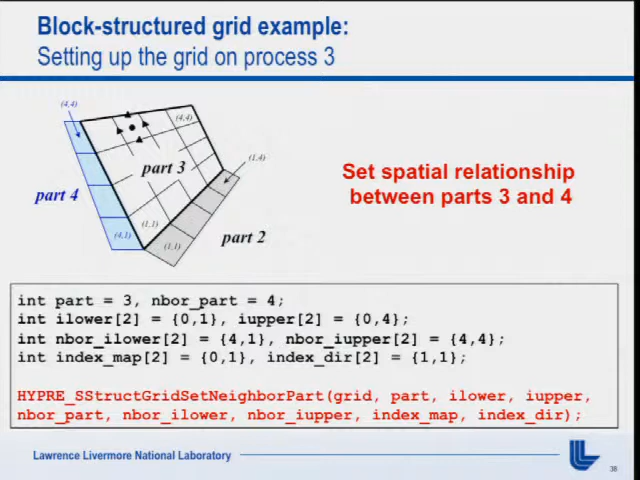 Block-structured grid example:
Setting up the grid on process 3
(4,4)
(4,4)
part 3
(1,4)
part 4
(1,1)
(4,1)
(1,1)
part 2
Set spatial relationship
between parts 3 and 4
int part = 3, nbor_part = 4;
int ilower[2] = {0,1}, iupper[2] = {0,4};
int nbor_ilower[2] = {4,1}, nbor_iupper[2] = {4,4};
int index_map[2] = {0,1}, index_dir[2] = {1,1};
HYPRE_SStructGridSetNeighborPart(grid, part, ilower, iupper,
nbor_part, nbor_ilower, nbor_iupper, index_map, index_dir);
Lawrence Livermore National Laboratory
38